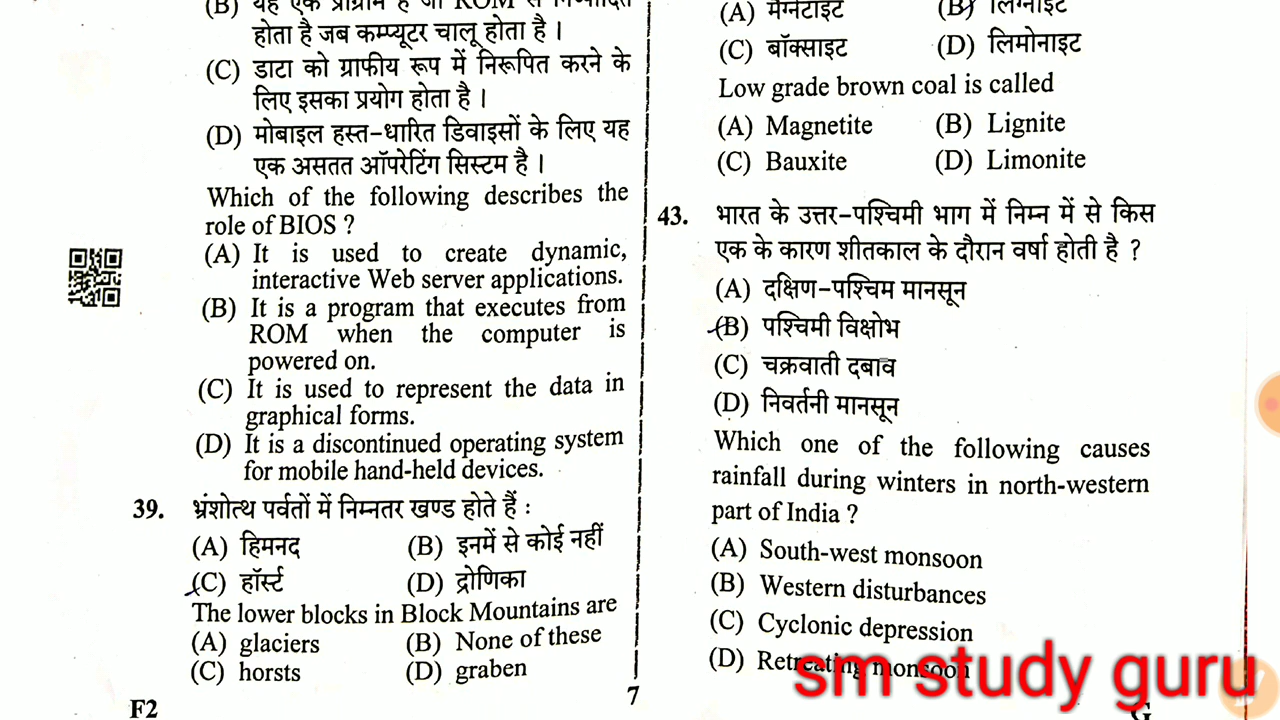 (B) यह एक प्रोग्राम है जो ROM से निष्पादित
होता है जब कम्प्यूटर चालू होता है ।
(C) डाटा को ग्राफीय रूप में निरूपित करने के
लिए इसका प्रयोग होता है ।
(D) मोबाइल हस्त-धारित डिवाइसों के लिए यह
एक असतत ऑपरेटिंग सिस्टम है ।
Which of the following describes the
role of BIOS ?
(A) It is used to create dynamic,
interactive Web server applications.
(B) It is a program that executes from
ROM when the computer is
powered on.
(C) It is used to represent the data in
graphical forms.
(D) It is a discontinued operating system
for mobile hand-held devices.
39. भ्रंशोत्थ पर्वतों में निम्नतर खण्ड होते हैं :
(A) हिमनद (B) इनमें से कोई नहीं
(C) हॉर्स्ट (D) द्रोणिका
The lower blocks in Block Mountains are
(A) glaciers (B) None of these
(C) horsts (D) graben
F2
7
(A) मैग्नेटाइट (B) लिग्नाइट
(C) बॉक्साइट (D) लिमोनाइट
Low grade brown coal is called
(A) Magnetite (B) Lignite
(C) Bauxite (D) Limonite
43. भारत के उत्तर-पश्चिमी भाग में निम्न में से किस
एक के कारण शीतकाल के दौरान वर्षा होती है ?
(A) दक्षिण-पश्चिम मानसून
(B) पश्चिमी विक्षोभ
(C) चक्रवाती दबाव
(D) निवर्तनी मानसून
Which one of the following causes
rainfall during winters in north-western
part of India ?
(A) South-west monsoon
(B) Western disturbances
(C) Cyclonic depression
(D) Retreating monsoon
sm study guru
G